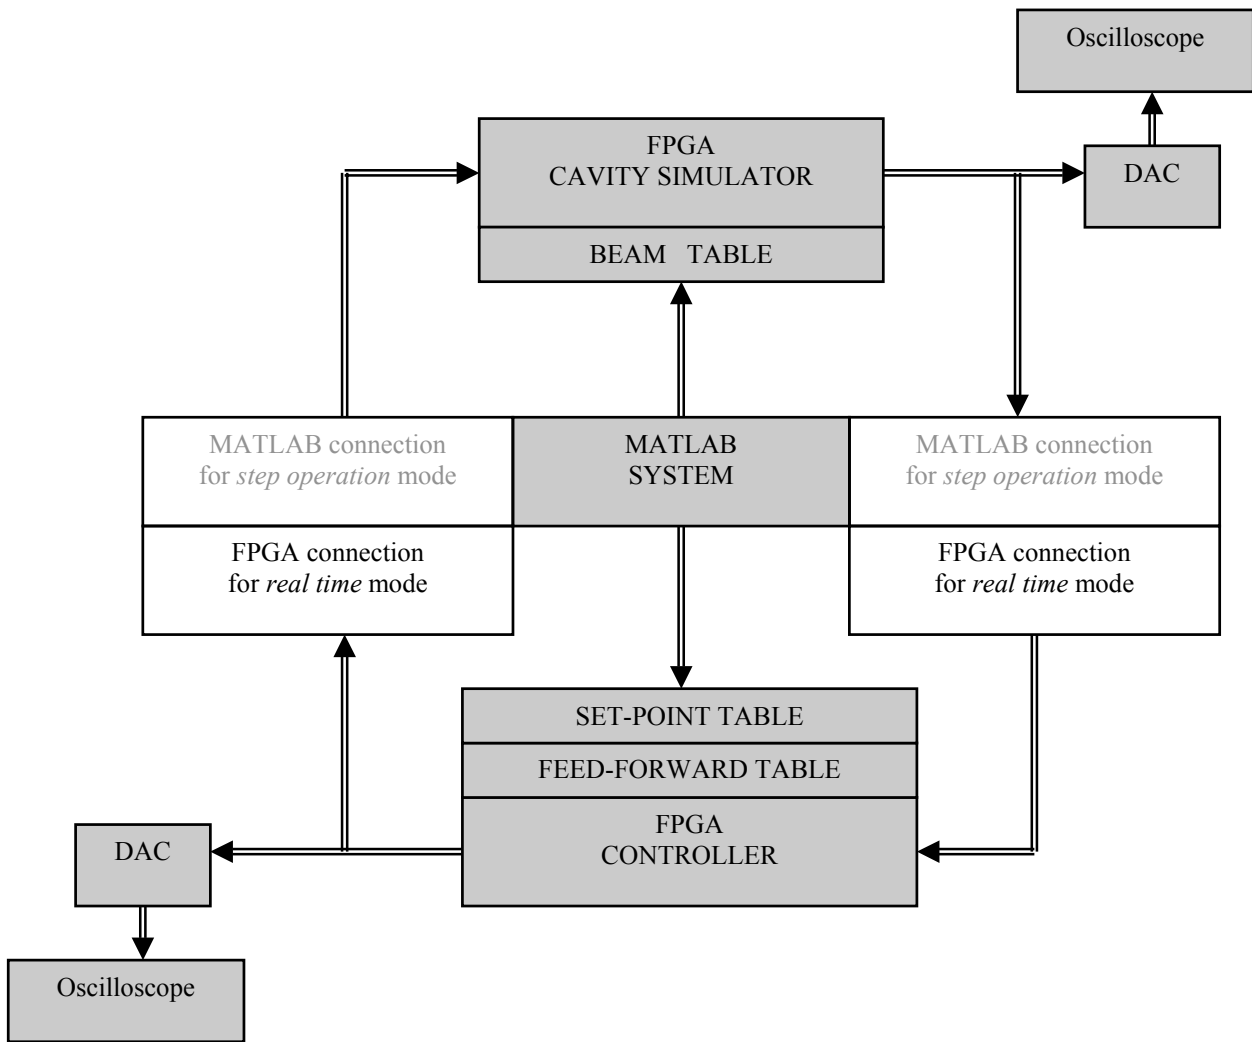 Oscilloscope
FPGA
CAVITY SIMULATOR
DAC
BEAM TABLE
MATLAB connection
for step operation mode
MATLAB
SYSTEM
MATLAB connection
for step operation mode
FPGA connection
for real time mode
FPGA connection
for real time mode
SET-POINT TABLE
FEED-FORWARD TABLE
FPGA
CONTROLLER
DAC
Oscilloscope